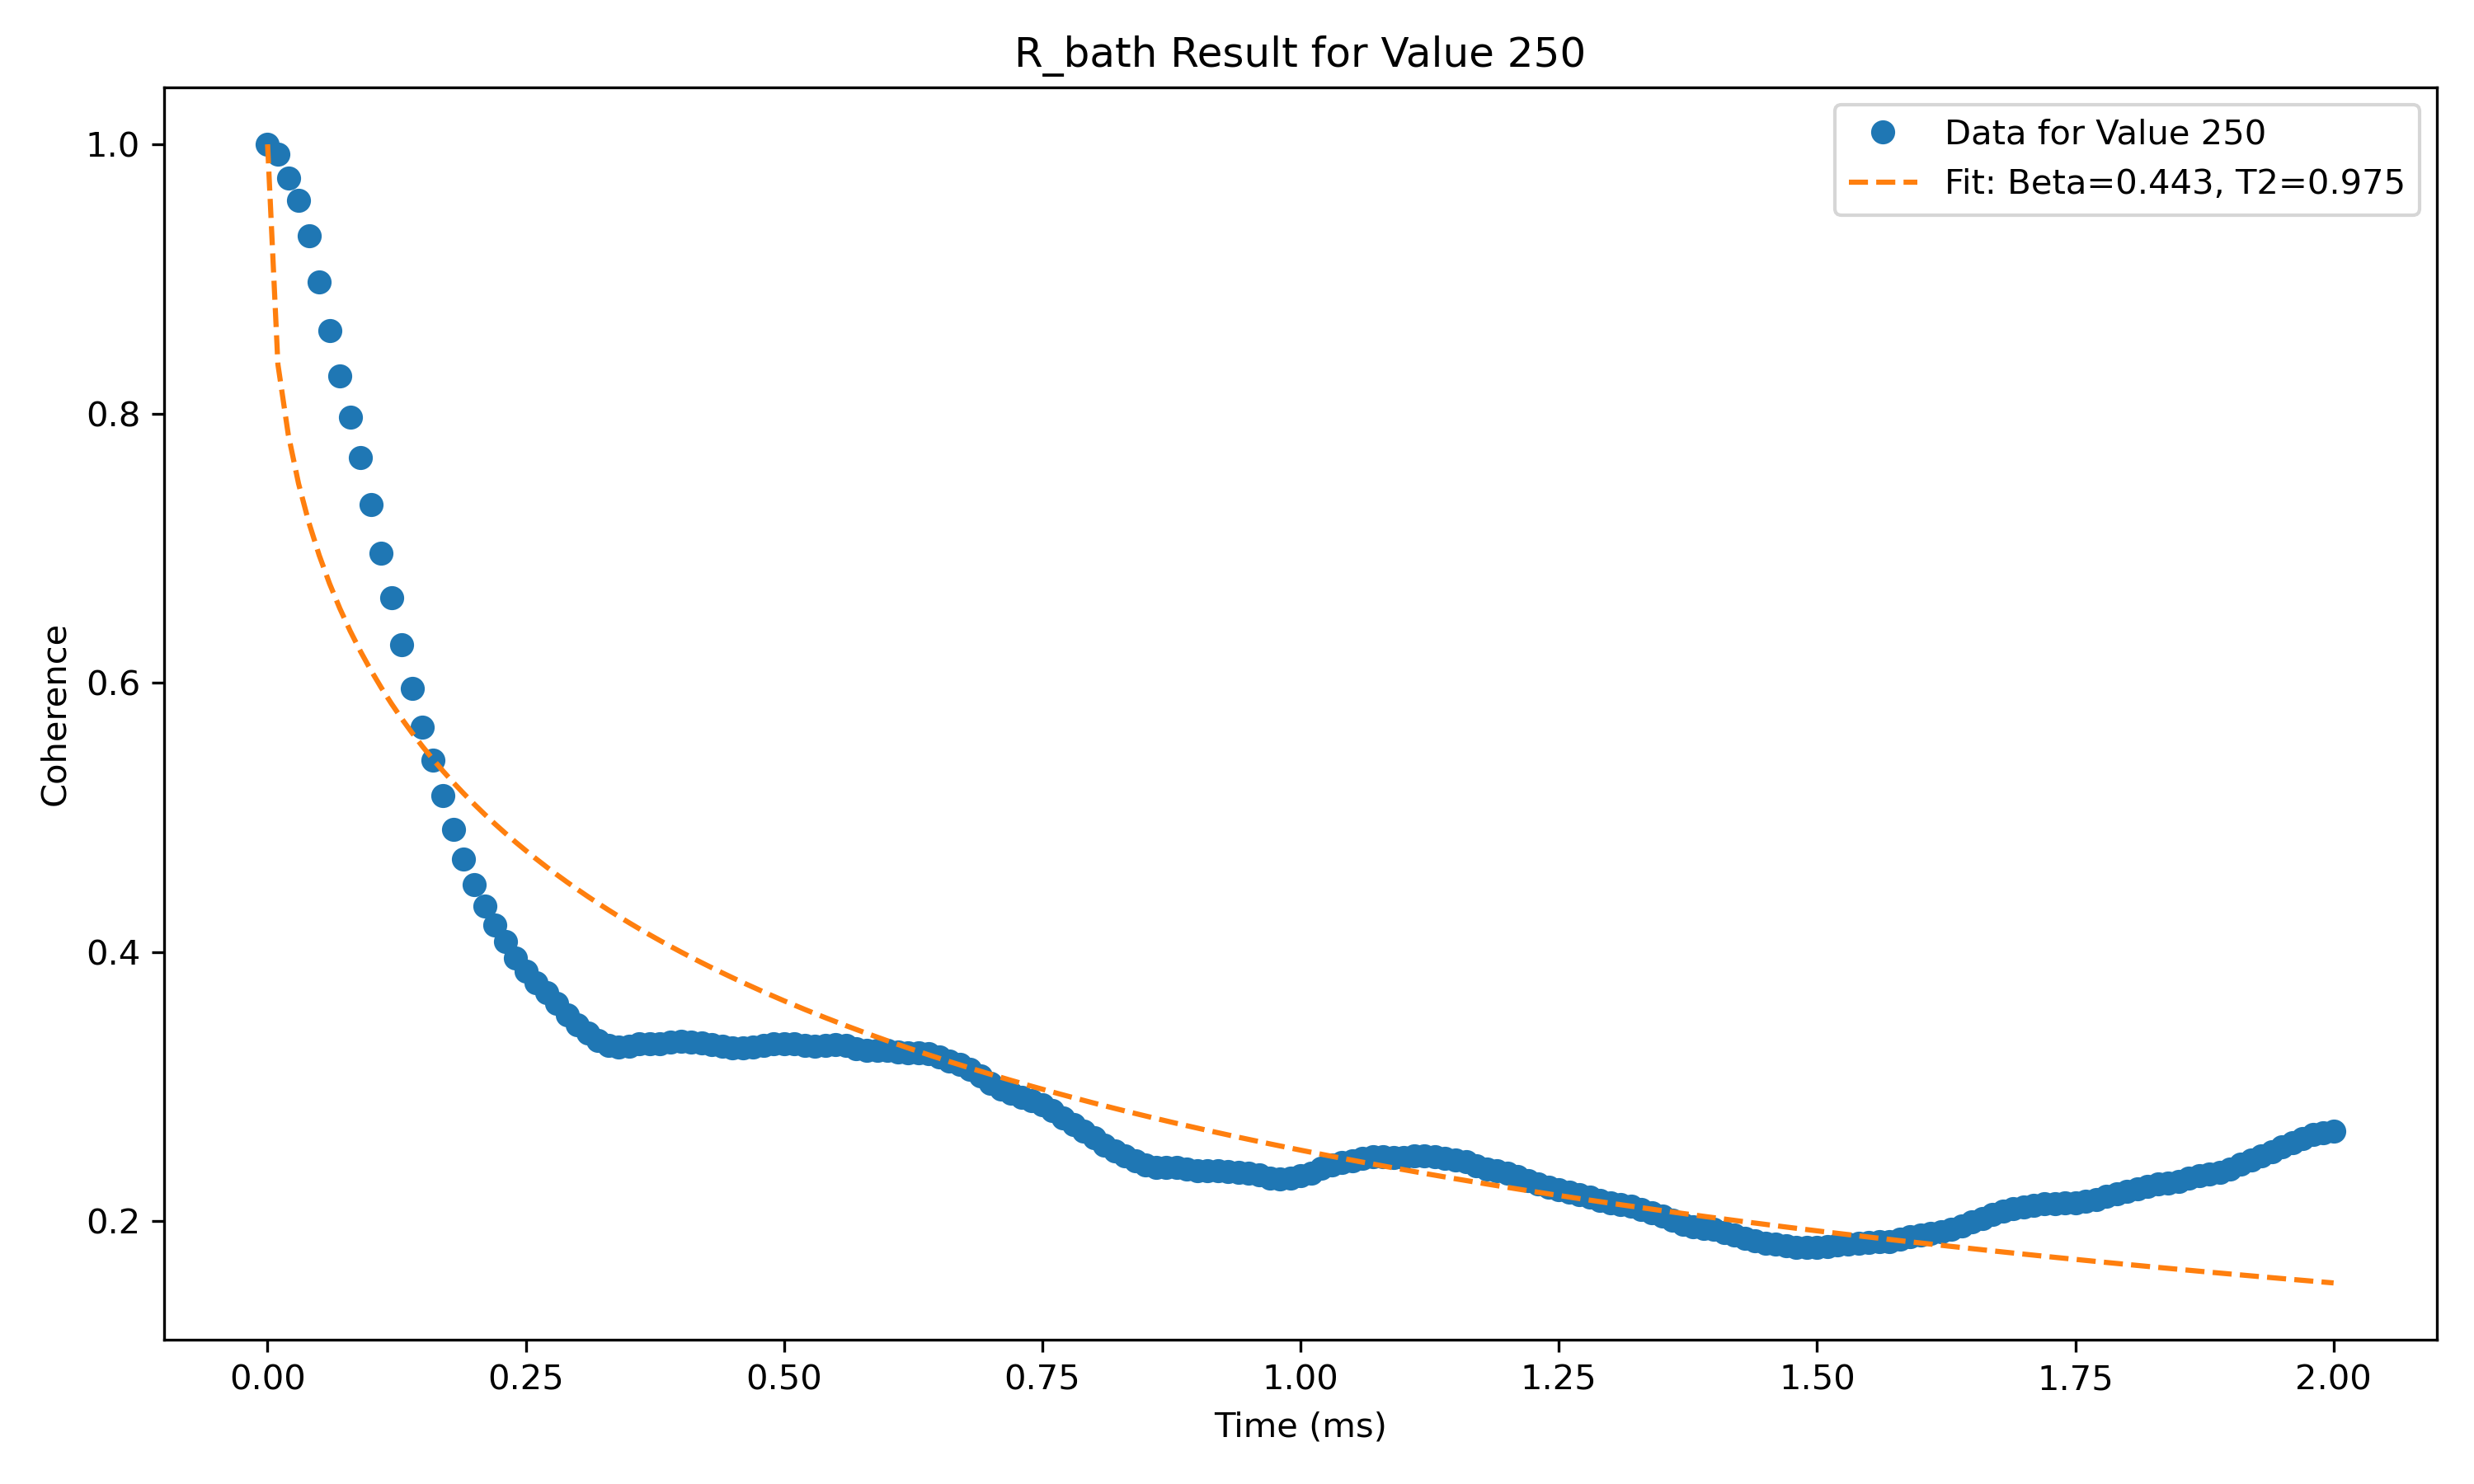 R_bath Result for Value 250
Data for Value 250
Fit: Beta=0.443, T2=0.975
Coherence
1.0
0.8
0.6
0.4
0.2
0.00 0.25 0.50 0.75 1.00 1.25 1.50 1.75 2.00
Time (ms)